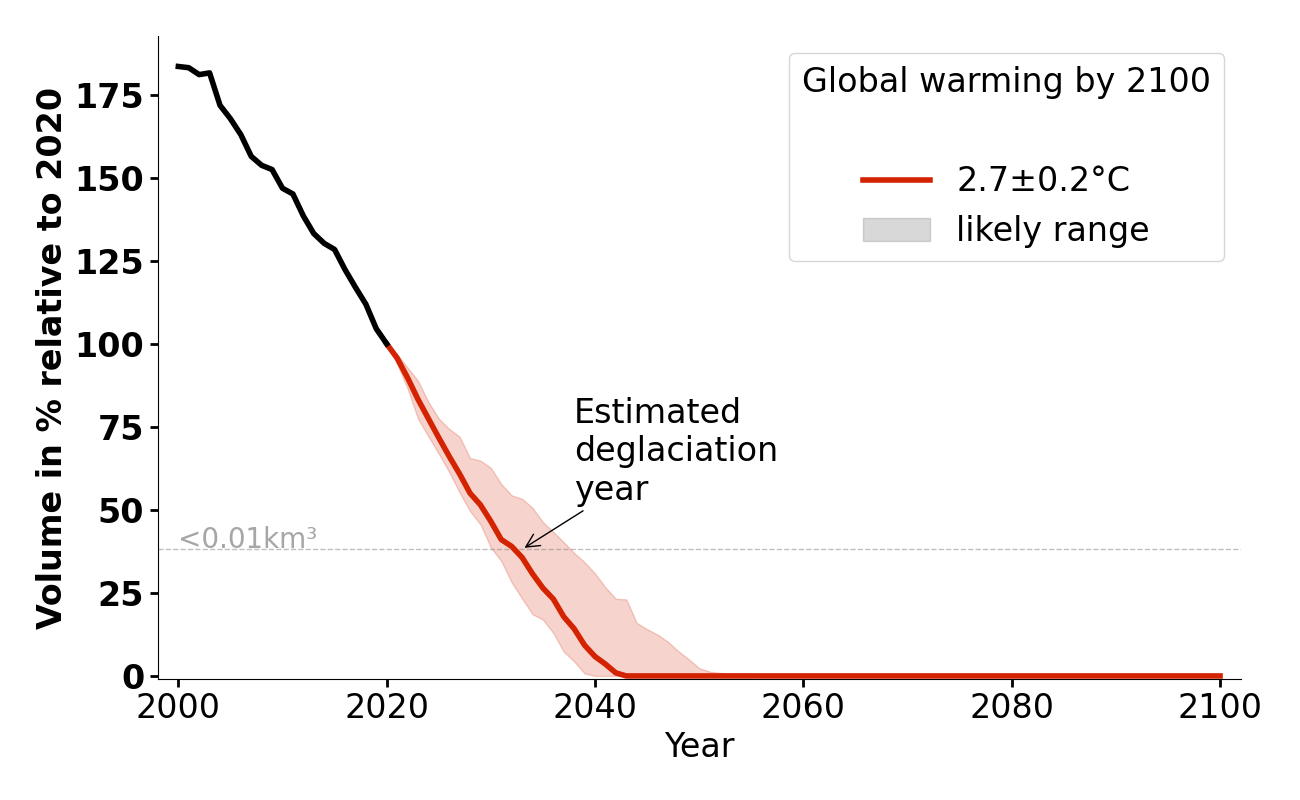 Volume in % relative to 2020
175
150
125
100
75
50
25
0
Global warming by 2100
2.7±0.2°C
likely range
Estimated
deglaciation
year
<0.01km³
2000
2020
2040
2060
2080
2100
Year